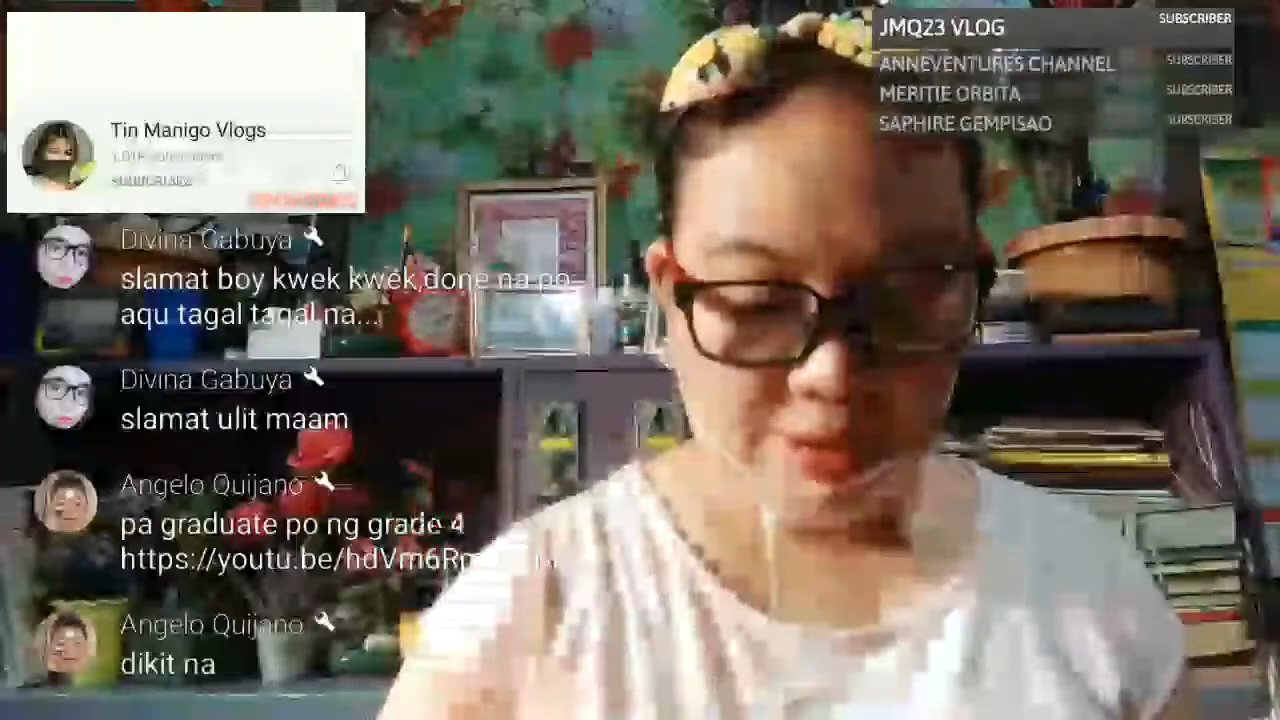 Tin Manigo Vlogs
JMQ23 VLOG SUBSCRIBER
ANNEVENTURES CHANNEL SUBSCRIBER
MERITIE ORBITA SUBSCRIBER
SAPHIRE GEMPISAO SUBSCRIBER
Divina Gabuya
slamat boy kwek kwek,done na po
aqu tagal tagal na...
Divina Gabuya
slamat ulit maam
Angelo Quijano
pa graduate po ng grade 4
Angelo Quijano
dikit na